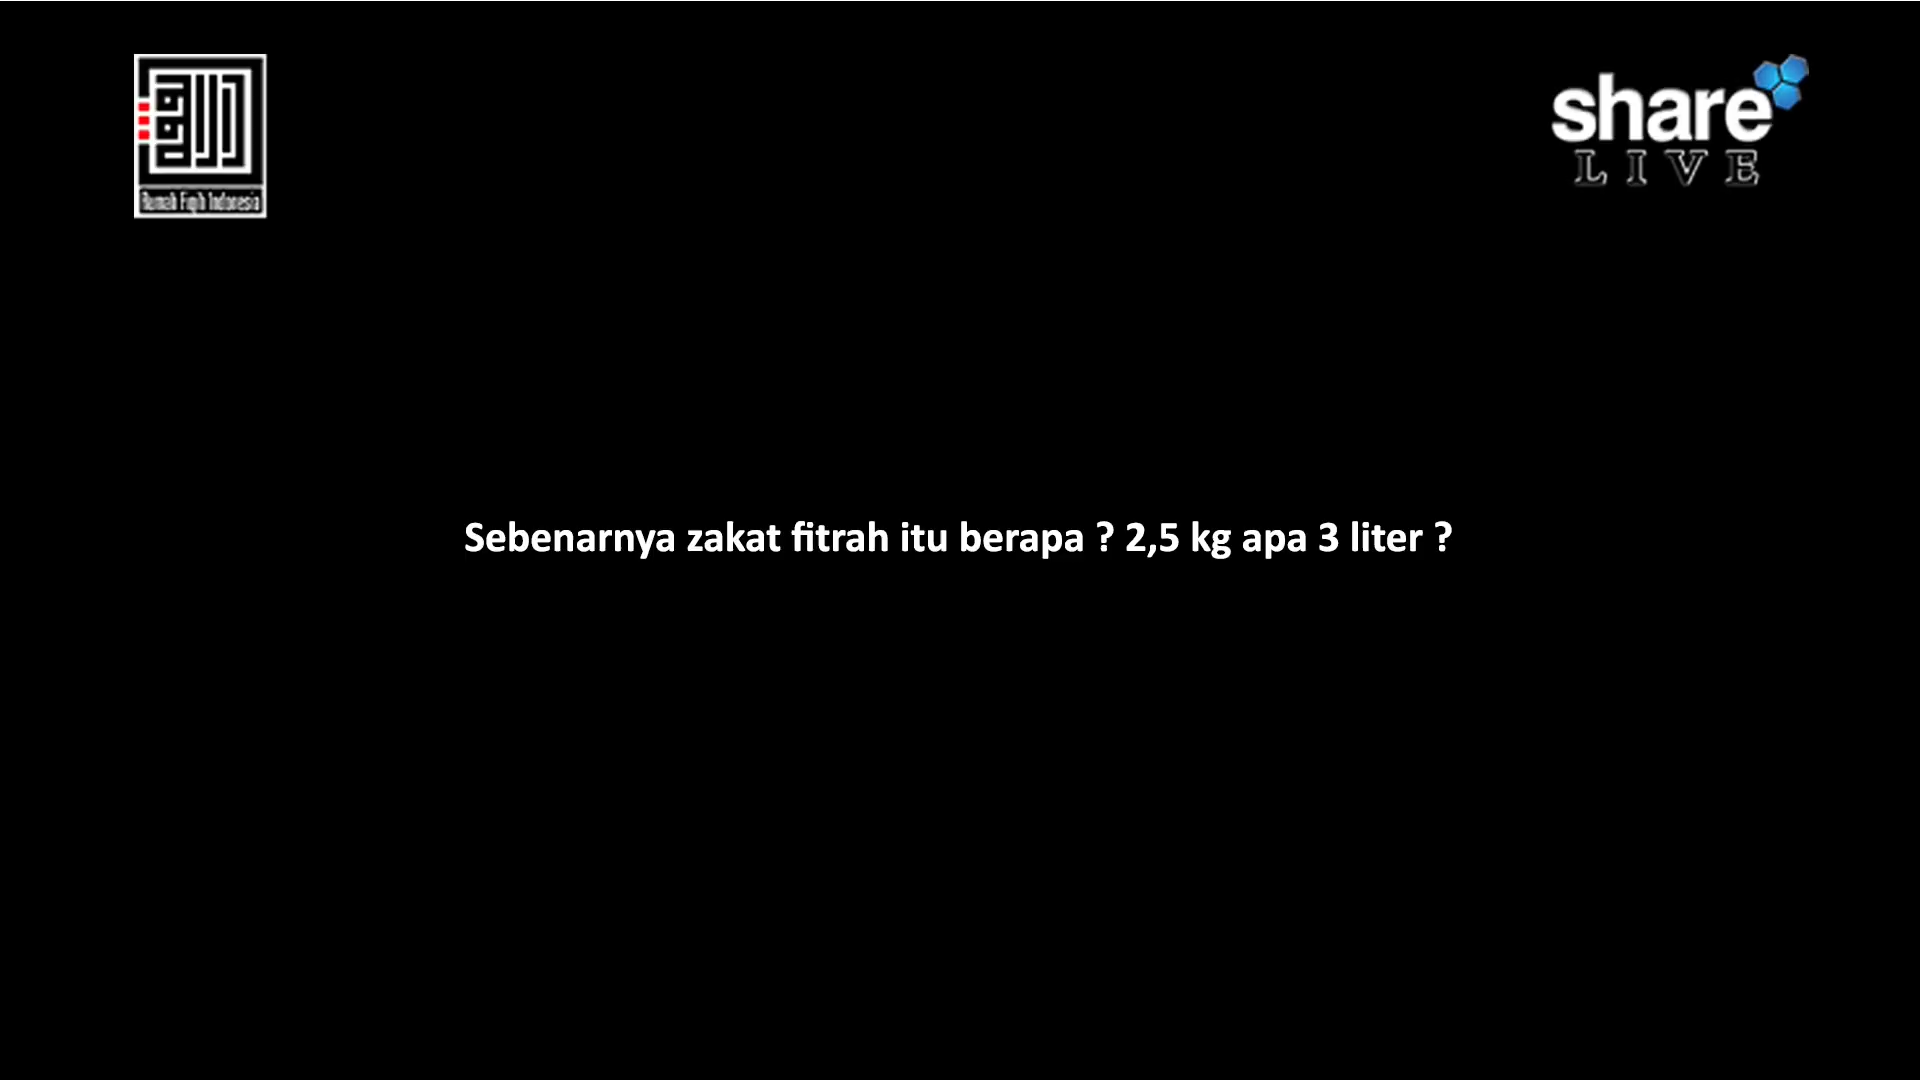 Rumah Fiqih Indonesia
share
LIVE
Sebenarnya zakat fitrah itu berapa ? 2,5 kg apa 3 liter ?